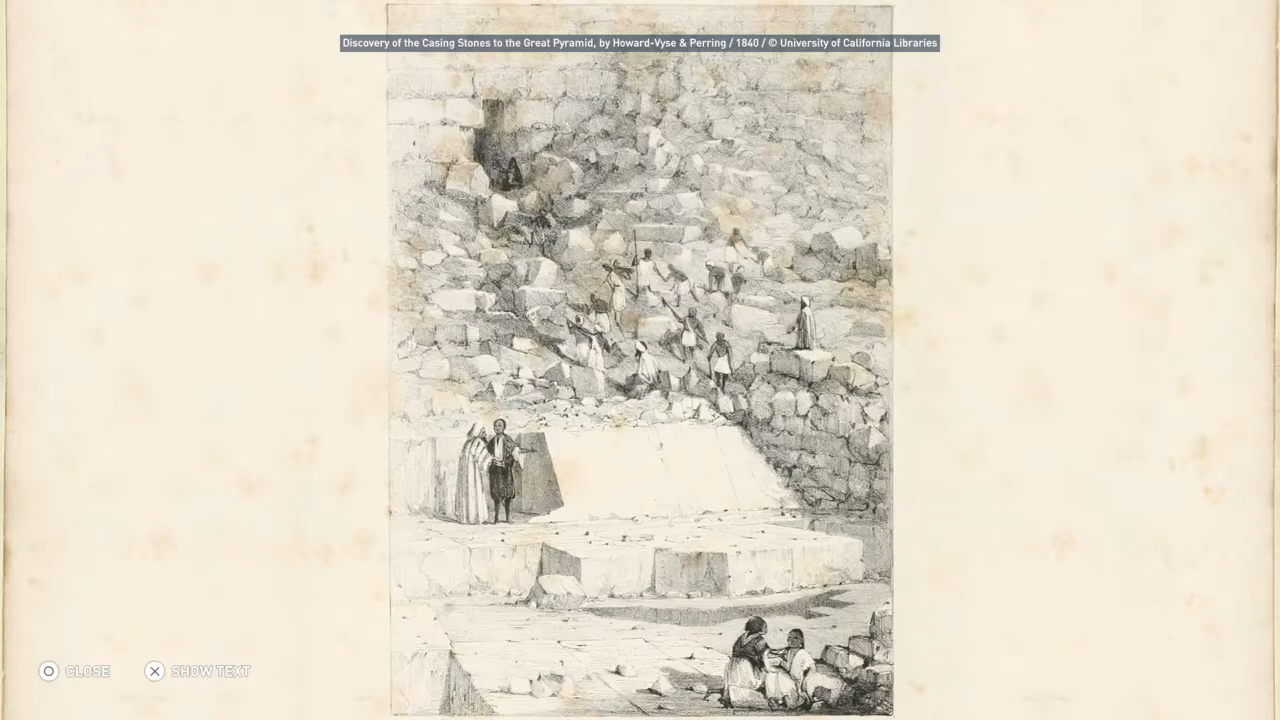 Discovery of the Casing Stones to the Great Pyramid, by Howard-Vyse & Perring / 1840 / © University of California Libraries
CLOSE
SHOW TEXT